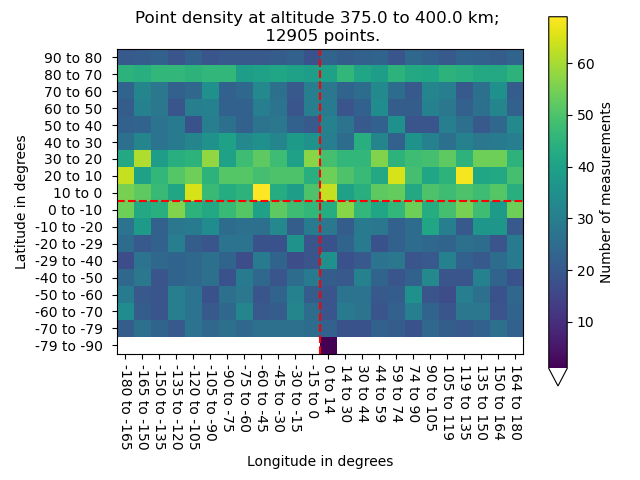 Point density at altitude 375.0 to 400.0 km;
12905 points.
Latitude in degrees
90 to 80
80 to 70
70 to 60
60 to 50
50 to 40
40 to 30
30 to 20
20 to 10
10 to 0
0 to -10
-10 to -20
-20 to -29
-29 to -40
-40 to -50
-50 to -60
-60 to -70
-70 to -79
-79 to -90
-180 to -165
-165 to -150
-150 to -135
-135 to -120
-120 to -105
-105 to -90
-90 to -75
-75 to -60
-60 to -45
-45 to -30
-30 to -15
-15 to 0
0 to 14
14 to 30
30 to 44
44 to 59
59 to 74
74 to 90
90 to 105
105 to 119
119 to 135
135 to 150
150 to 164
164 to 180
Longitude in degrees
60
50
40
30
20
10
Number of measurements